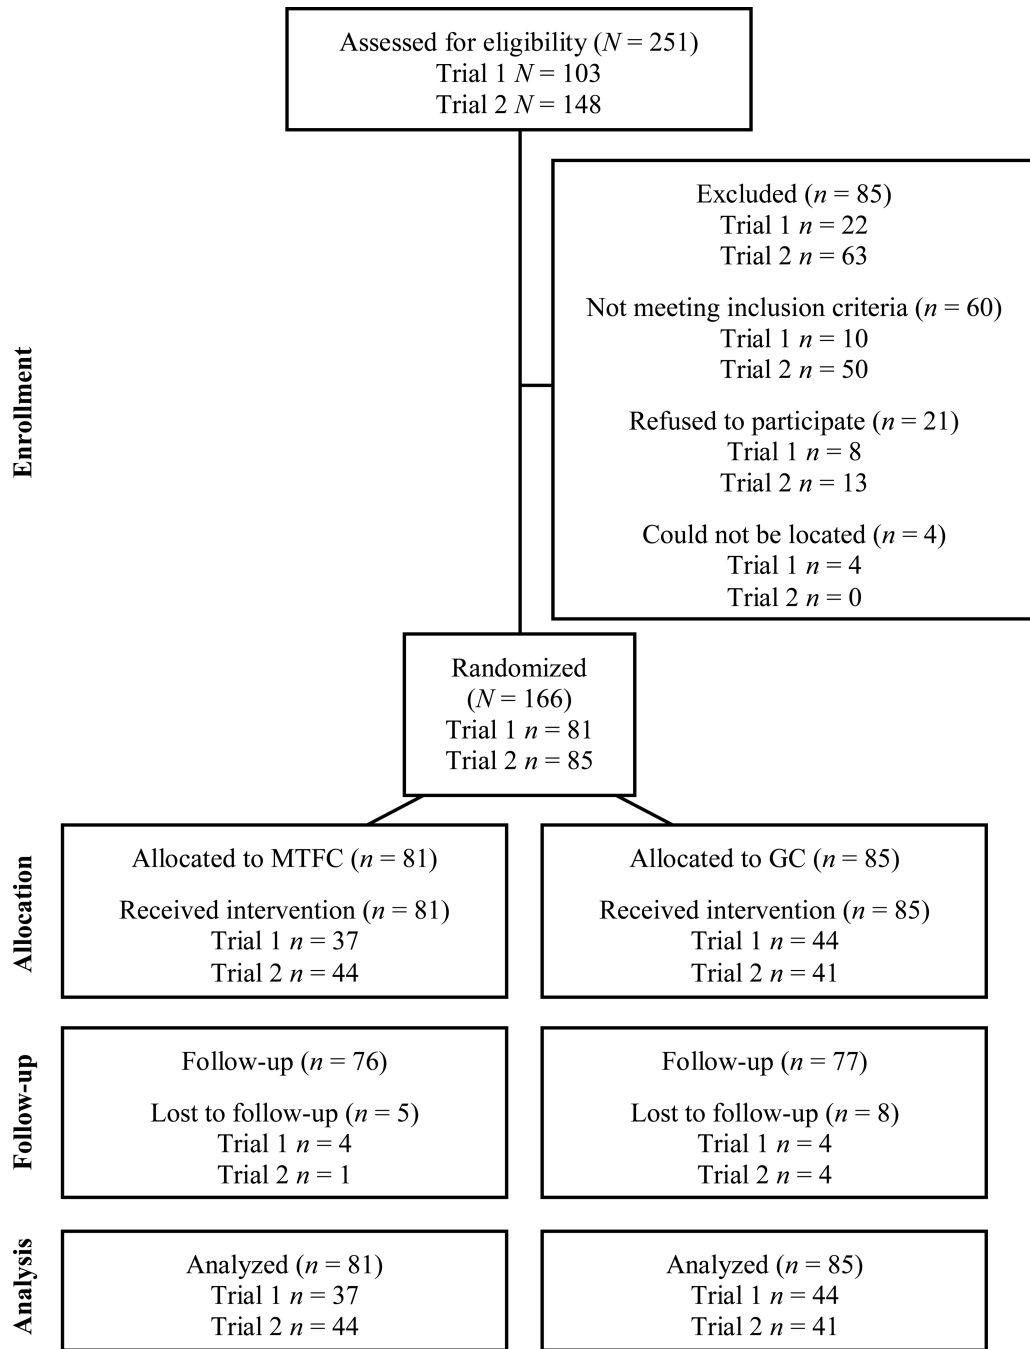 Assessed for eligibility (N = 251)
Trial 1 N = 103
Trial 2 N = 148
Enrollment
Excluded (n = 85)
Trial 1 n = 22
Trial 2 n = 63
Not meeting inclusion criteria (n = 60)
Trial 1 n = 10
Trial 2 n = 50
Refused to participate (n = 21)
Trial 1 n = 8
Trial 2 n = 13
Could not be located (n = 4)
Trial 1 n = 4
Trial 2 n = 0
Randomized
(N = 166)
Trial 1 n = 81
Trial 2 n = 85
Allocation
Allocated to MTFC (n = 81)
Received intervention (n = 81)
Trial 1 n = 37
Trial 2 n = 44
Allocated to GC (n = 85)
Received intervention (n = 85)
Trial 1 n = 44
Trial 2 n = 41
Follow-up
Follow-up (n = 76)
Lost to follow-up (n = 5)
Trial 1 n = 4
Trial 2 n = 1
Follow-up (n = 77)
Lost to follow-up (n = 8)
Trial 1 n = 4
Trial 2 n = 4
Analysis
Analyzed (n = 81)
Trial 1 n = 37
Trial 2 n = 44
Analyzed (n = 85)
Trial 1 n = 44
Trial 2 n = 41